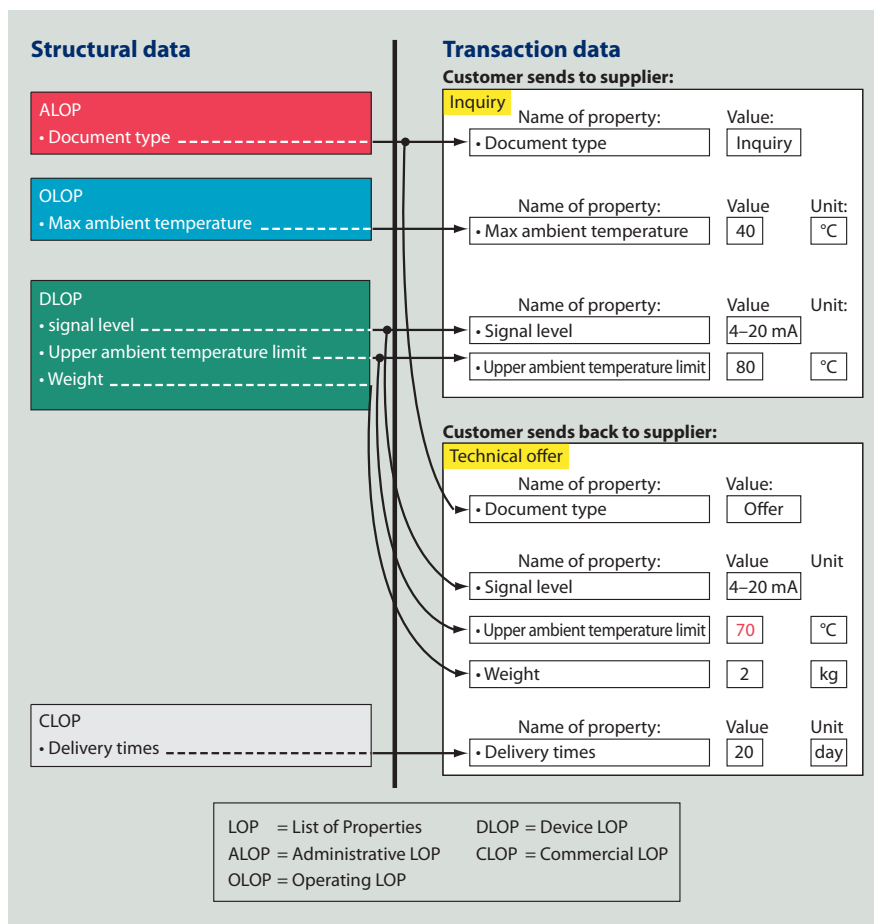 Structural data
ALOP
• Document type
OLOP
• Max ambient temperature
DLOP
• signal level
• Upper ambient temperature limit
• Weight
CLOP
• Delivery times
Transaction data
Customer sends to supplier:
Inquiry
Name of property: Value:
• Document type Inquiry
Name of property: Value Unit:
• Max ambient temperature 40 °C
Name of property: Value Unit:
• Signal level 4–20 mA
• Upper ambient temperature limit 80 °C
Customer sends back to supplier:
Technical offer
Name of property: Value:
• Document type Offer
Name of property: Value Unit
• Signal level 4–20 mA
• Upper ambient temperature limit 70 °C
• Weight 2 kg
Name of property: Value Unit
• Delivery times 20 day
LOP = List of Properties DLOP = Device LOP
ALOP = Administrative LOP CLOP = Commercial LOP
OLOP = Operating LOP